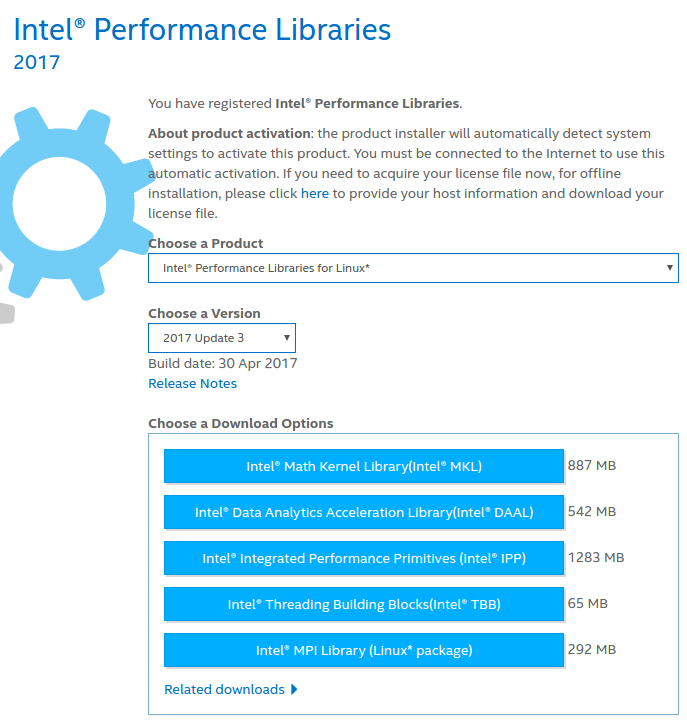 Intel® Performance Libraries
2017
You have registered Intel® Performance Libraries.
About product activation: the product installer will automatically detect system
settings to activate this product. You must be connected to the Internet to use this
automatic activation. If you need to acquire your license file now, for offline
installation, please click here to provide your host information and download your
license file.
Choose a Product
Intel® Performance Libraries for Linux*
Choose a Version
2017 Update 3
Build date: 30 Apr 2017
Release Notes
Choose a Download Options
Intel® Math Kernel Library(Intel® MKL) 887 MB
Intel® Data Analytics Acceleration Library(Intel® DAAL) 542 MB
Intel® Integrated Performance Primitives (Intel® IPP) 1283 MB
Intel® Threading Building Blocks(Intel® TBB) 65 MB
Intel® MPI Library (Linux* package) 292 MB
Related downloads